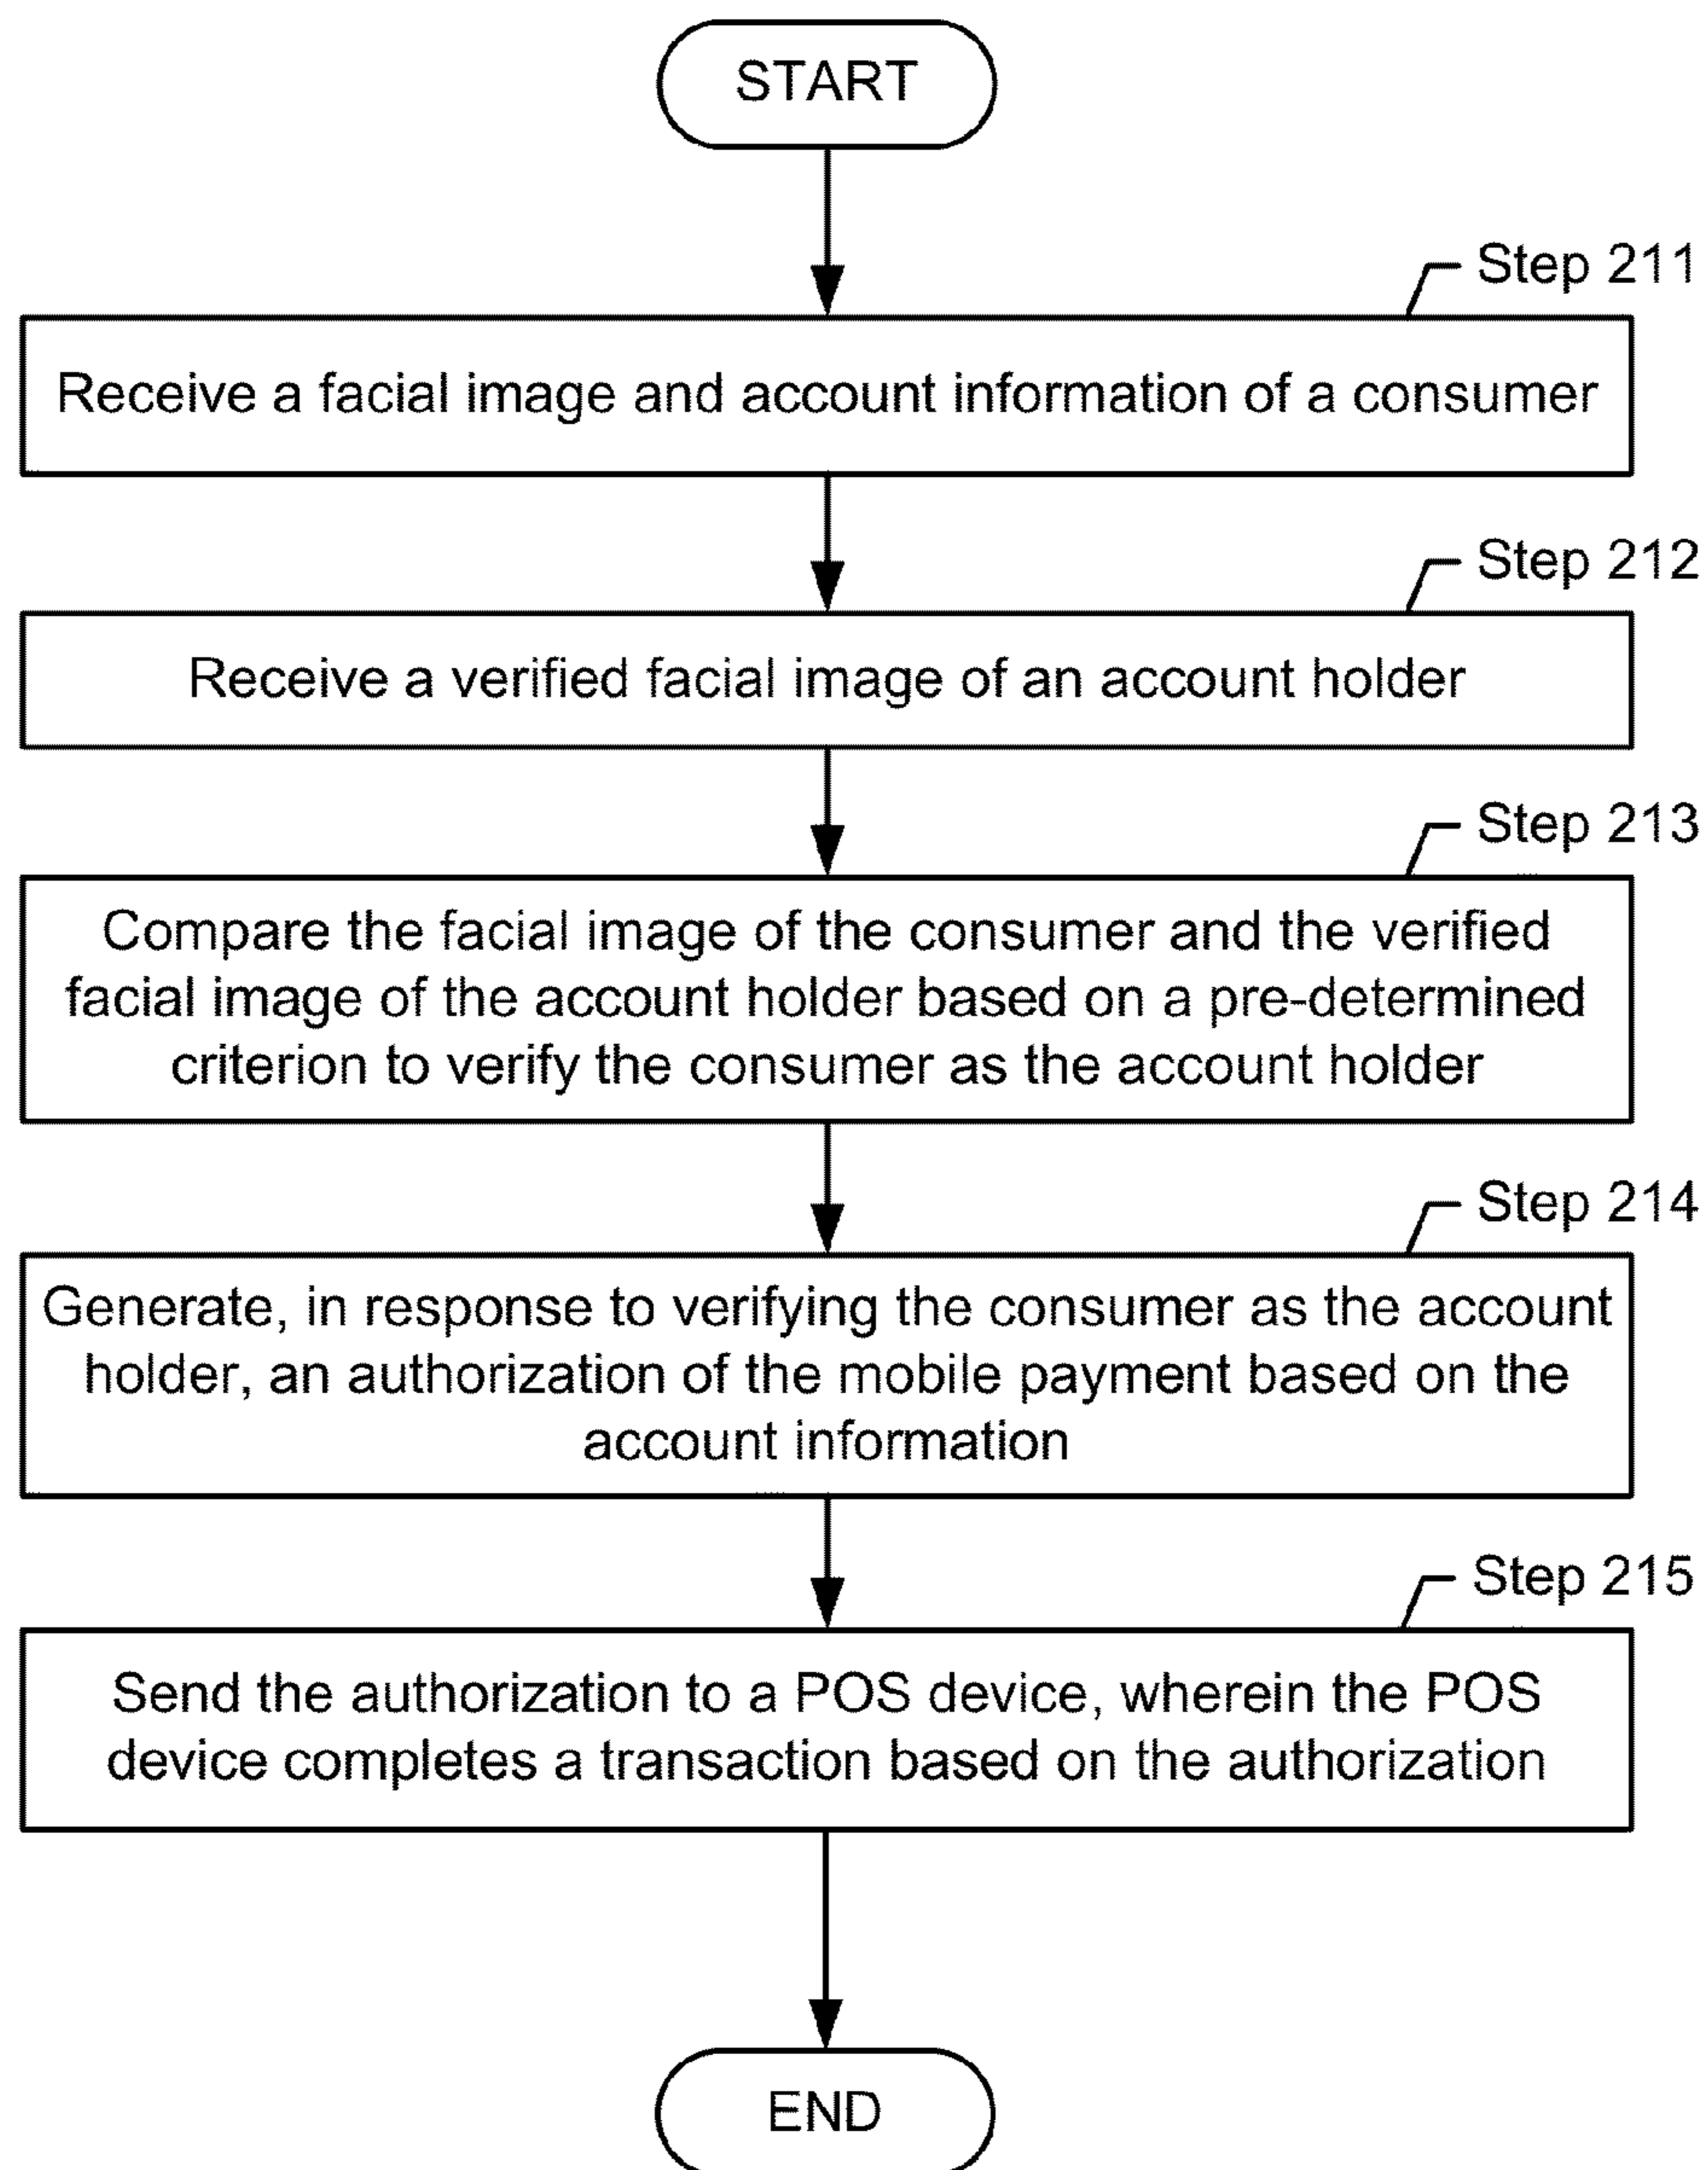 START
Step 211
Receive a facial image and account information of a consumer
Step 212
Receive a verified facial image of an account holder
Step 213
Compare the facial image of the consumer and the verified
facial image of the account holder based on a pre-determined
criterion to verify the consumer as the account holder
Step 214
Generate, in response to verifying the consumer as the account
holder, an authorization of the mobile payment based on the
account information
Step 215
Send the authorization to a POS device, wherein the POS
device completes a transaction based on the authorization
END